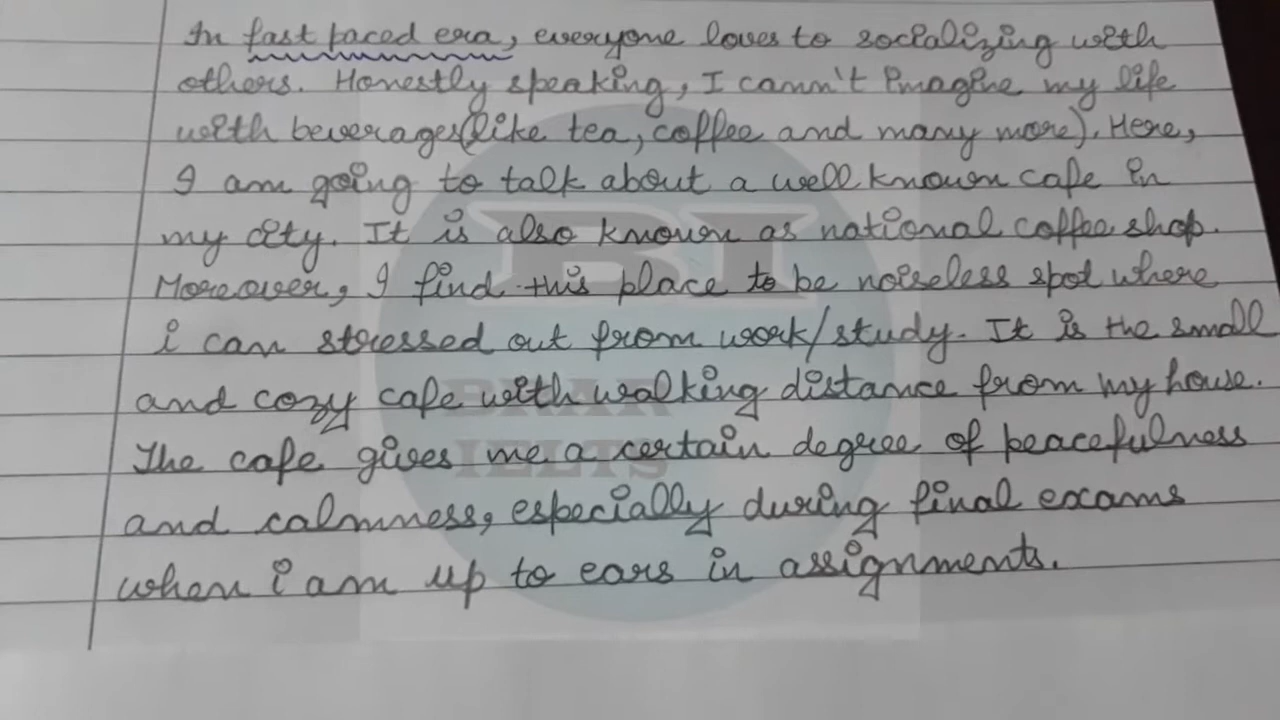 In fast paced era, everyone loves to socializing with
others. Honestly speaking, I cann't imagine my life
with beverages(like tea, coffee and many more). Here,
I am going to talk about a well known cafe in
my city. It is also known as national coffee shop.
Moreover, I find this place to be noiseless spot where
i can stressed out from work/study. It is the small
and cozy cafe with walking distance from my house.
The cafe gives me a certain degree of peacefulness
and calmness, especially during final exams
when i am up to ears in assignments.
BI
IELTS